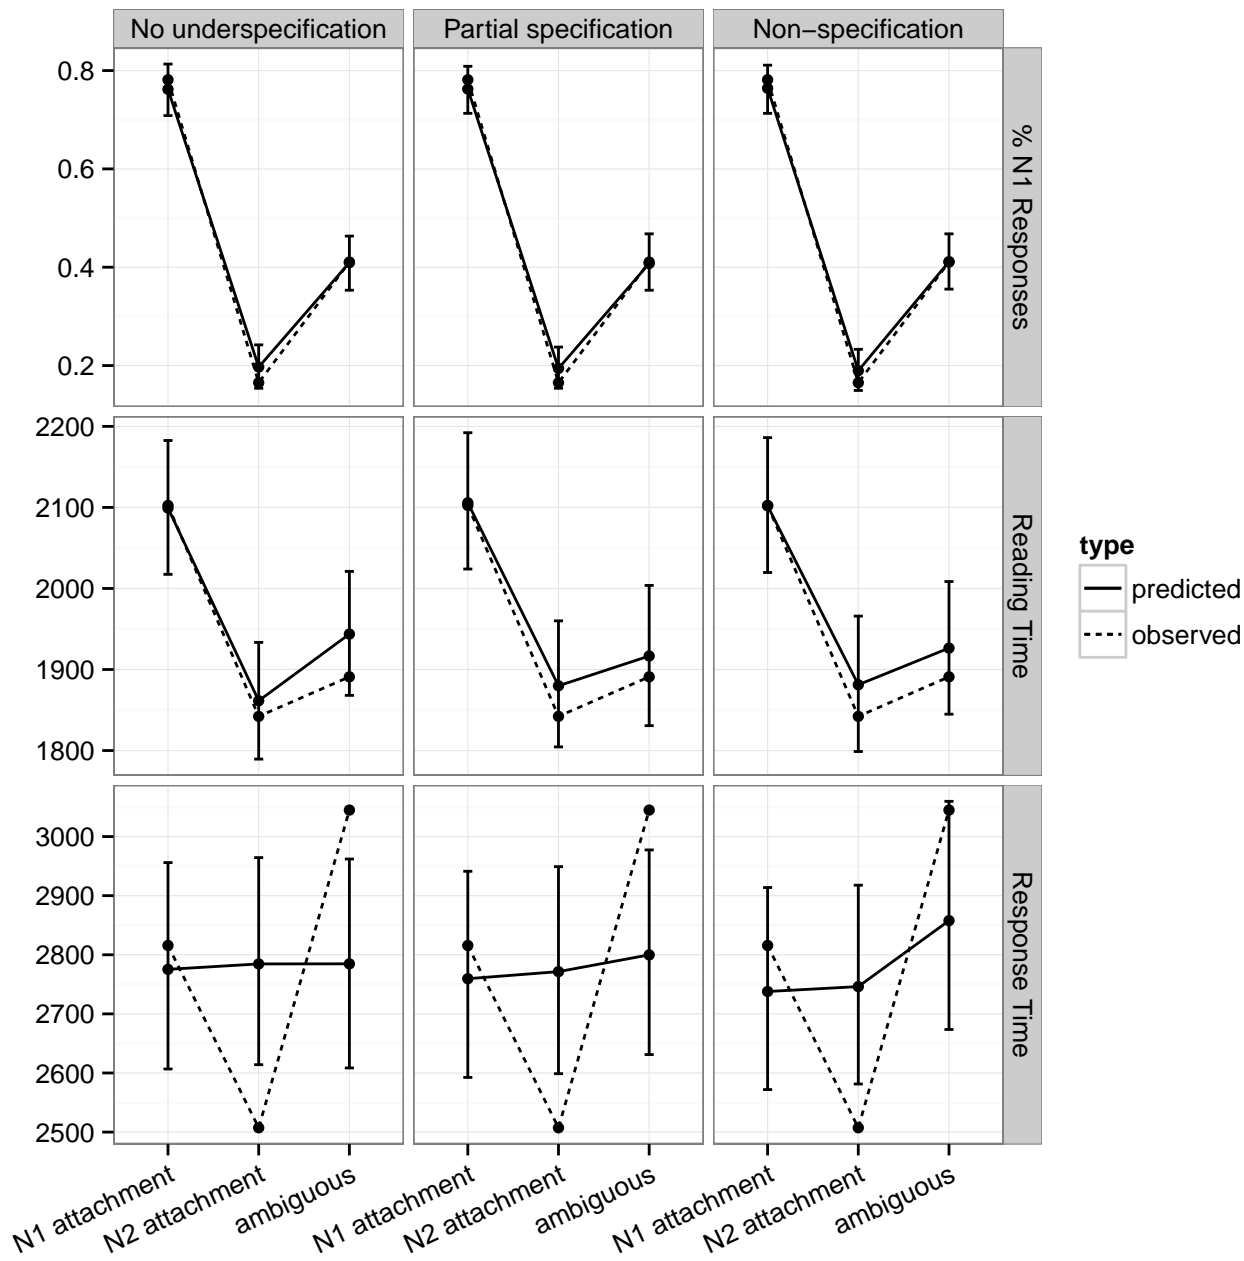 No underspecification
Partial specification
Non−specification
0.8
0.6
0.4
0.2
% N1 Responses
2200
2100
2000
1900
1800
Reading Time
3000
2900
2800
2700
2600
2500
Response Time
N1 attachment
N2 attachment
ambiguous
N1 attachment
N2 attachment
ambiguous
N1 attachment
N2 attachment
ambiguous
type
predicted
observed